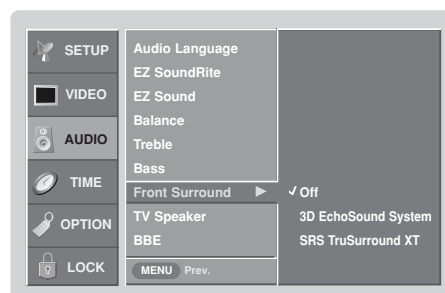 SETUP
VIDEO
AUDIO
TIME
OPTION
LOCK
Audio Language
EZ SoundRite
EZ Sound
Balance
Treble
Bass
Front Surround ►
TV Speaker
BBE
MENU Prev.
✓ Off
3D EchoSound System
SRS TruSurround XT